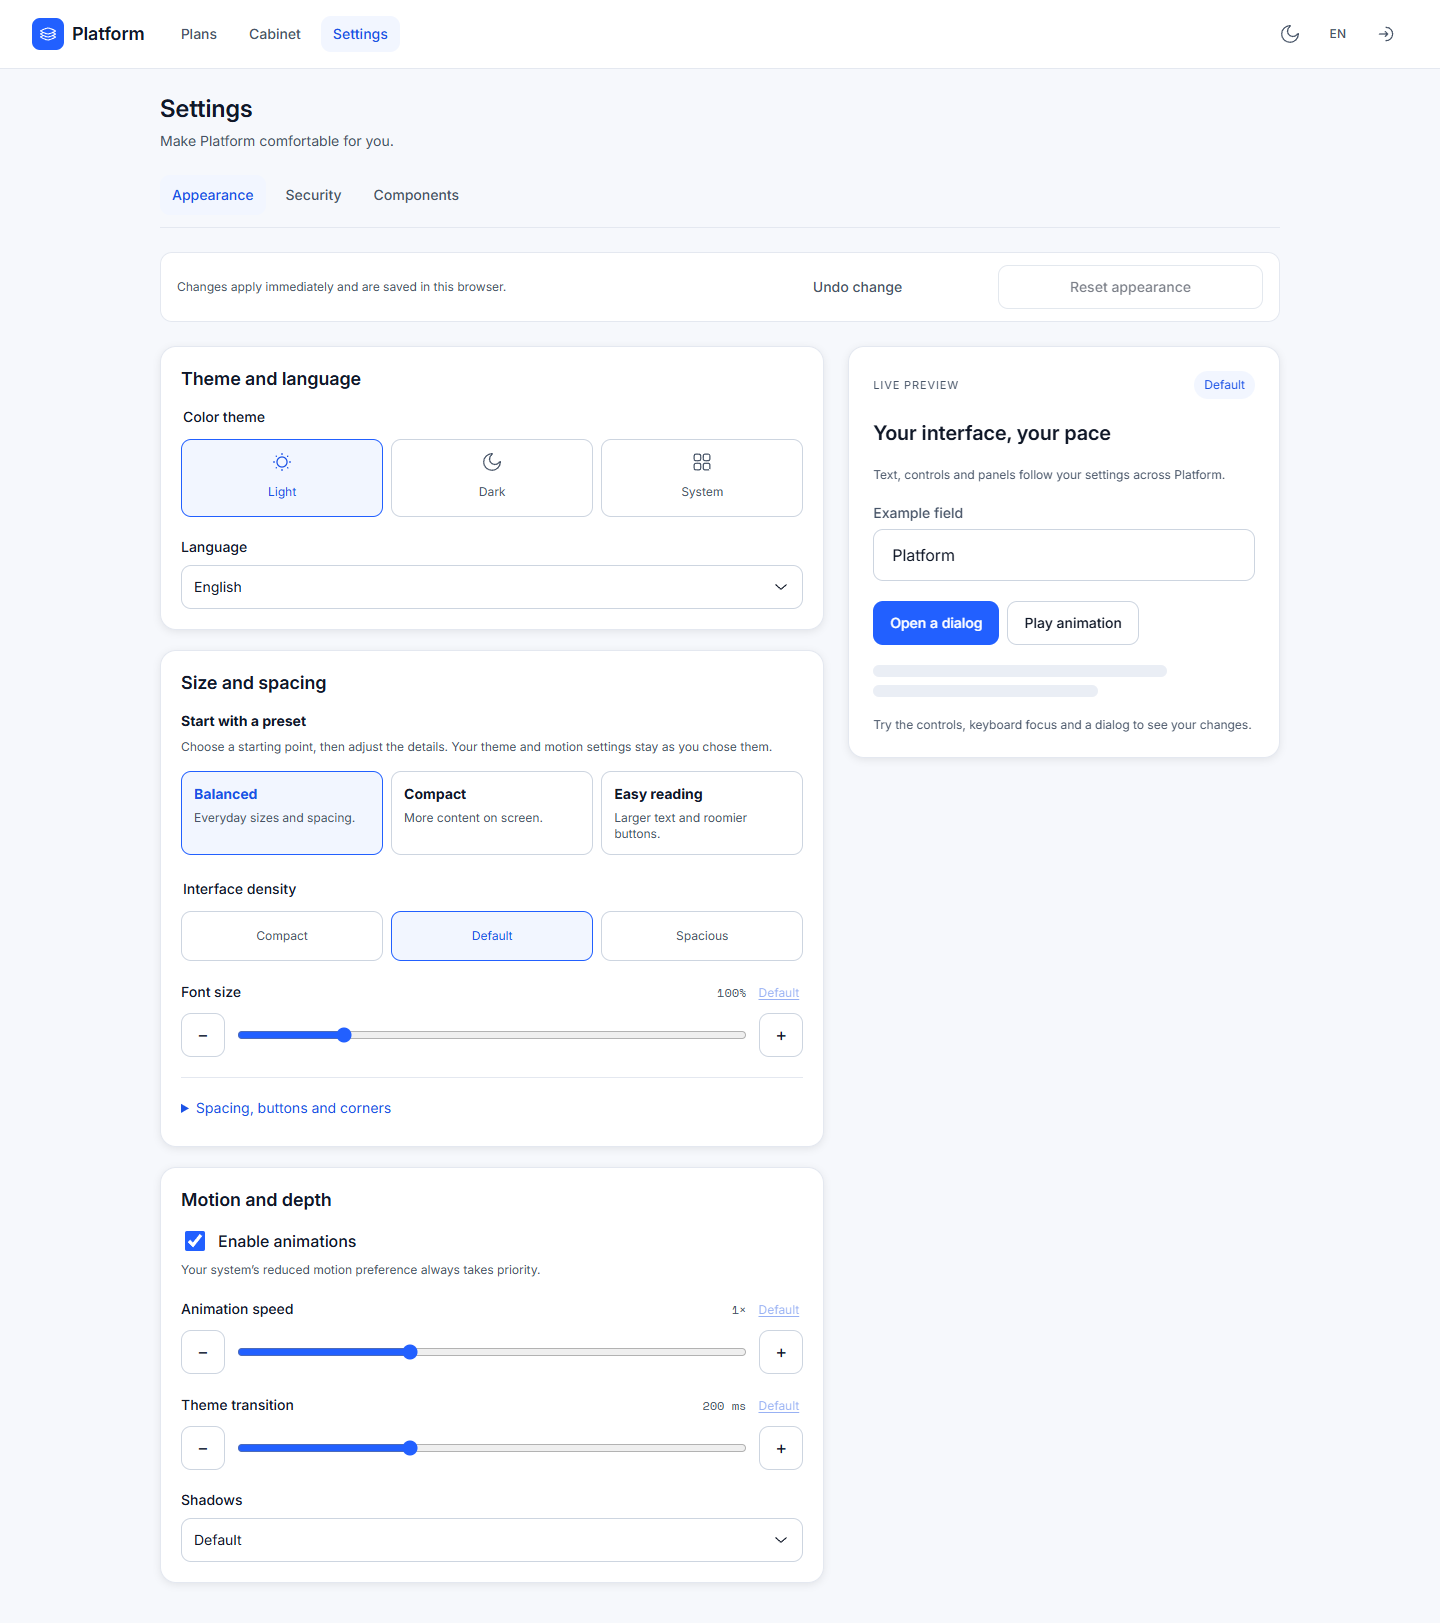 Platform
Plans
Cabinet
Settings
EN
Settings
Make Platform comfortable for you.
Appearance
Security
Components
Changes apply immediately and are saved in this browser.
Undo change
Reset appearance
Theme and language
Color theme
Light
Dark
System
Language
English
Size and spacing
Start with a preset
Choose a starting point, then adjust the details. Your theme and motion settings stay as you chose them.
Balanced
Everyday sizes and spacing.
Compact
More content on screen.
Easy reading
Larger text and roomier
buttons.
Interface density
Compact
Default
Spacious
Font size
100%
Default
−
+
Spacing, buttons and corners
Motion and depth
Enable animations
Your system’s reduced motion preference always takes priority.
Animation speed
1×
Default
−
+
Theme transition
200 ms
Default
−
+
Shadows
Default
LIVE PREVIEW
Default
Your interface, your pace
Text, controls and panels follow your settings across Platform.
Example field
Platform
Open a dialog
Play animation
Try the controls, keyboard focus and a dialog to see your changes.